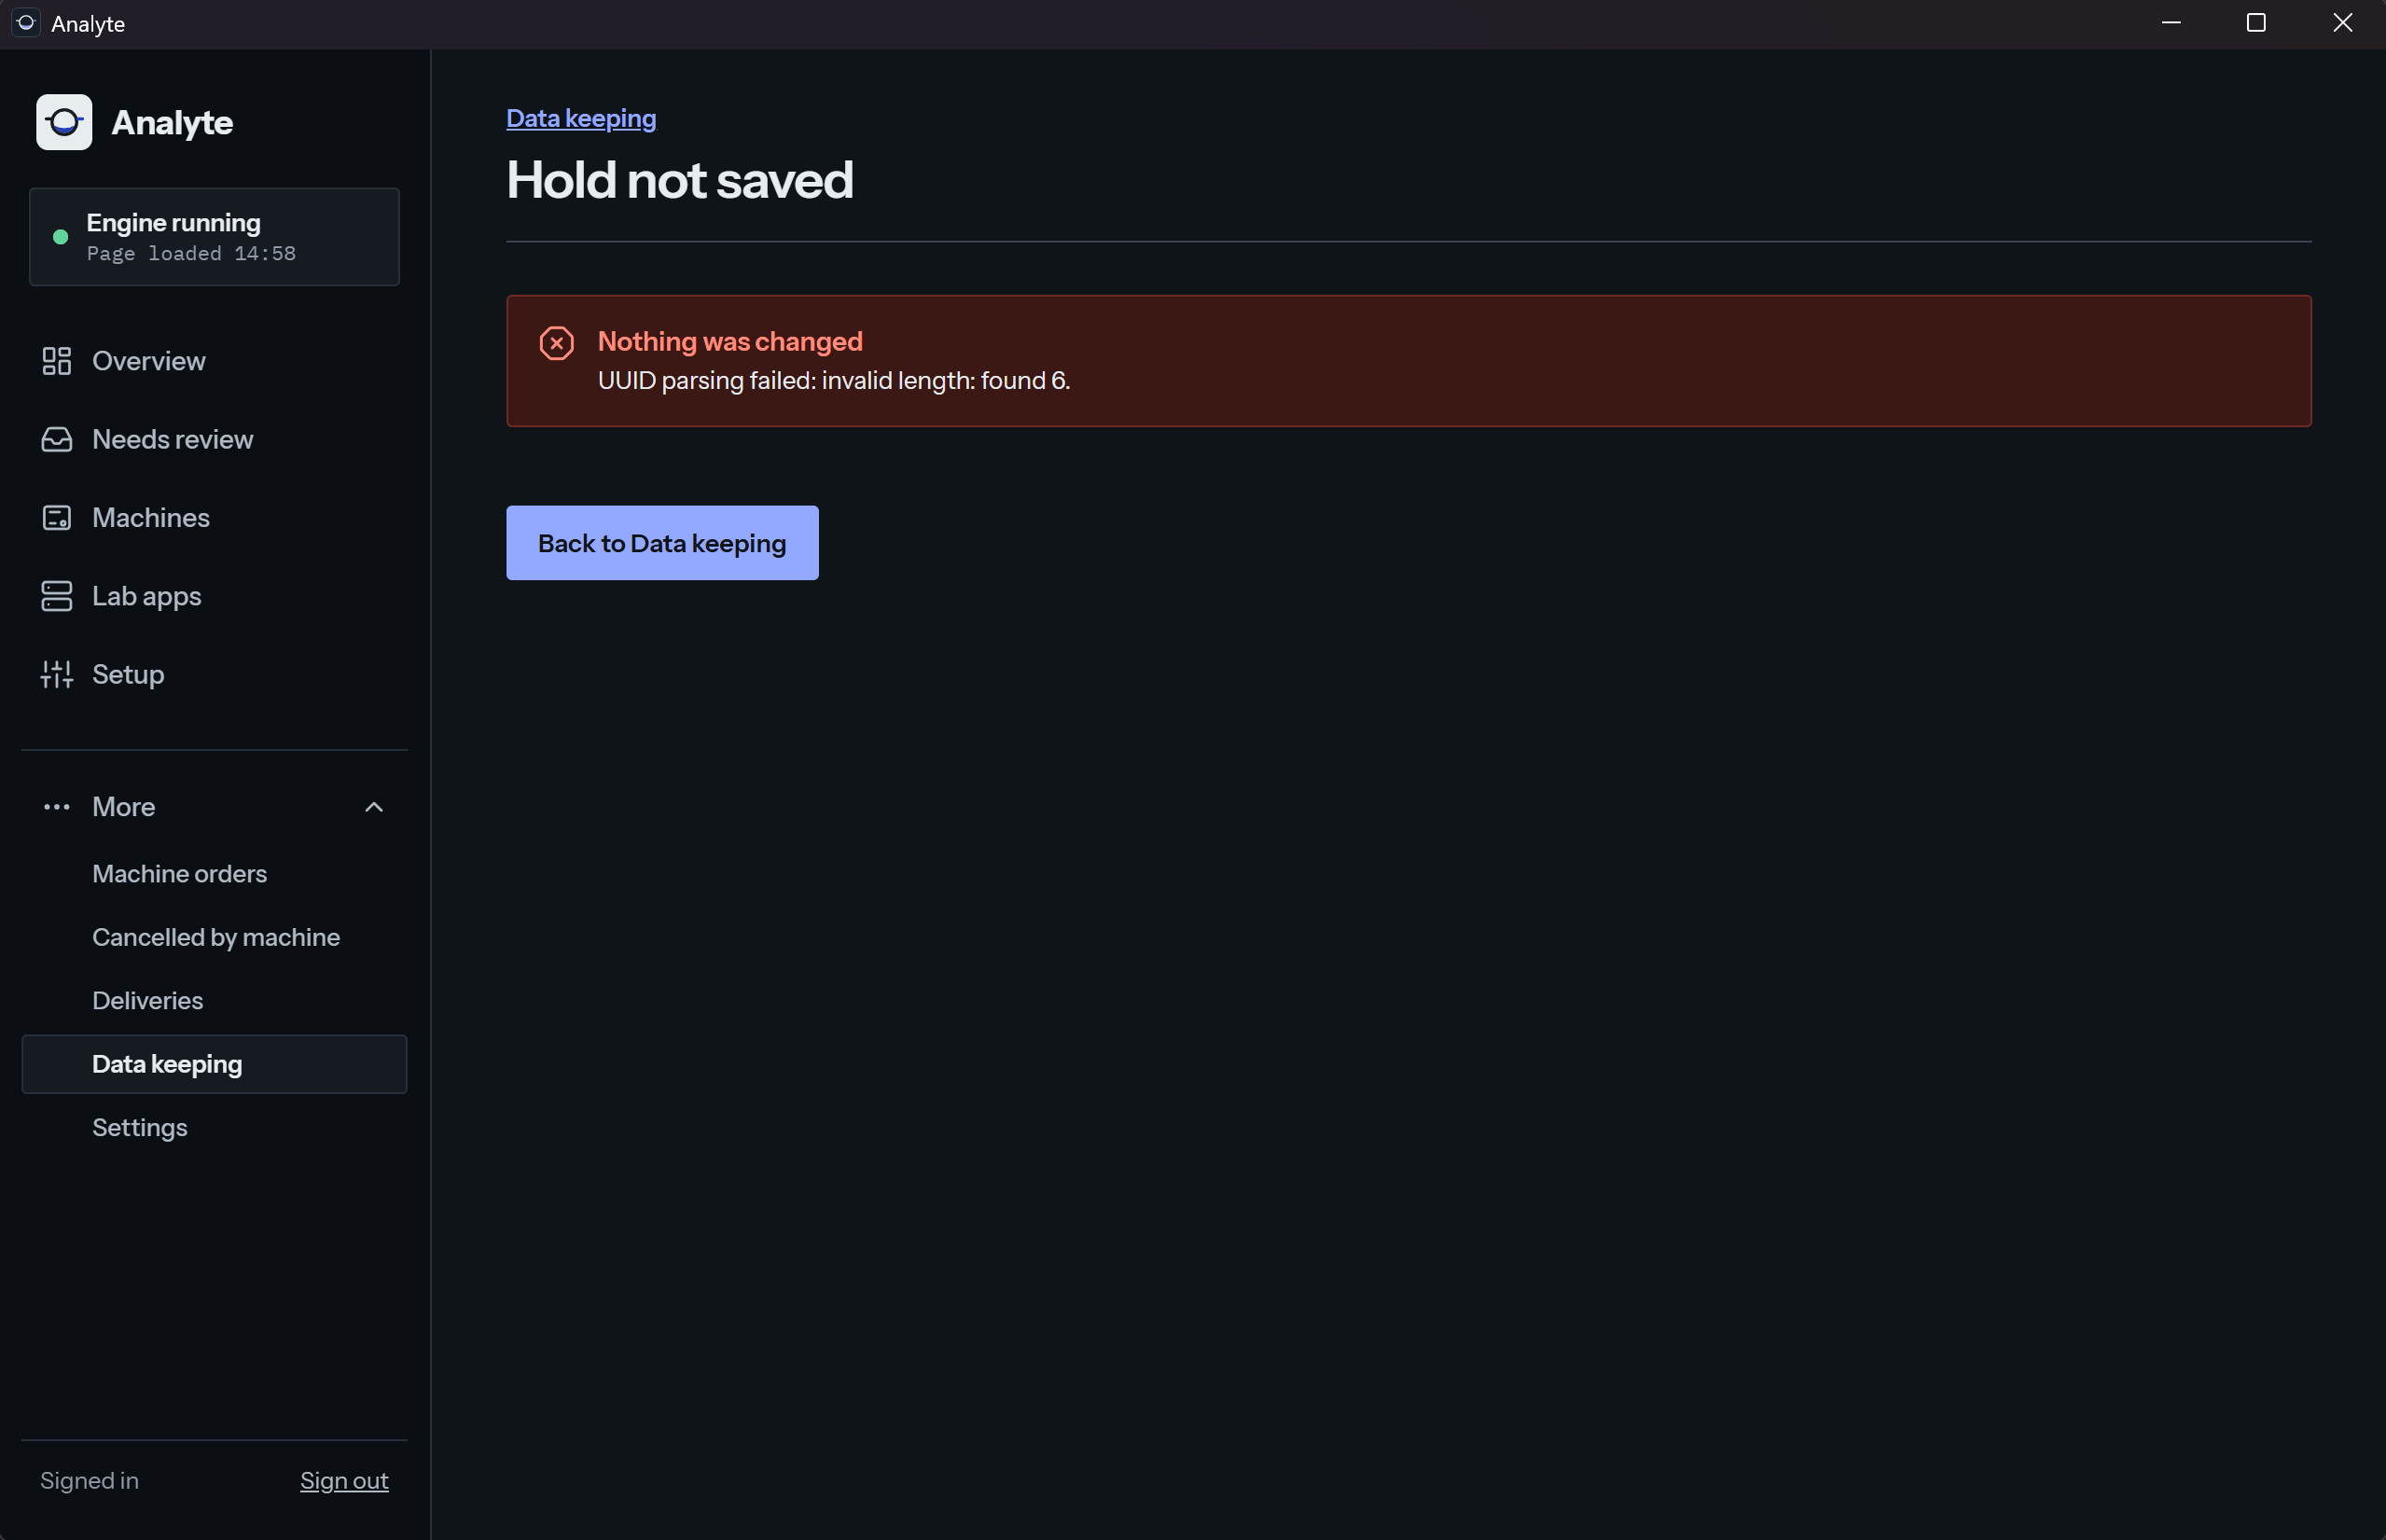 Analyte
Analyte
Engine running
Page loaded 14:58
Overview
Needs review
Machines
Lab apps
Setup
More
Machine orders
Cancelled by machine
Deliveries
Data keeping
Settings
Signed in
Sign out
Data keeping
Hold not saved
Nothing was changed
UUID parsing failed: invalid length: found 6.
Back to Data keeping